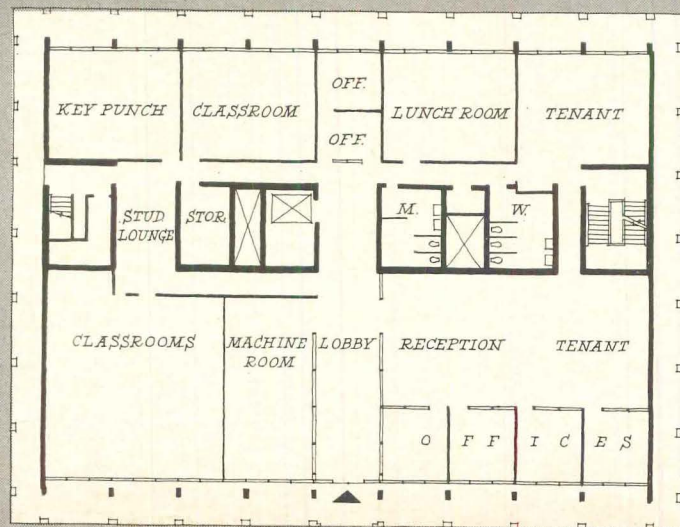 OFF.
KEY PUNCH CLASSROOM LUNCH ROOM TENANT
OFF.
STUD
LOUNGE
STOR.
M. W.
CLASSROOMS MACHINE
ROOM
LOBBY RECEPTION TENANT
O F F I C E S